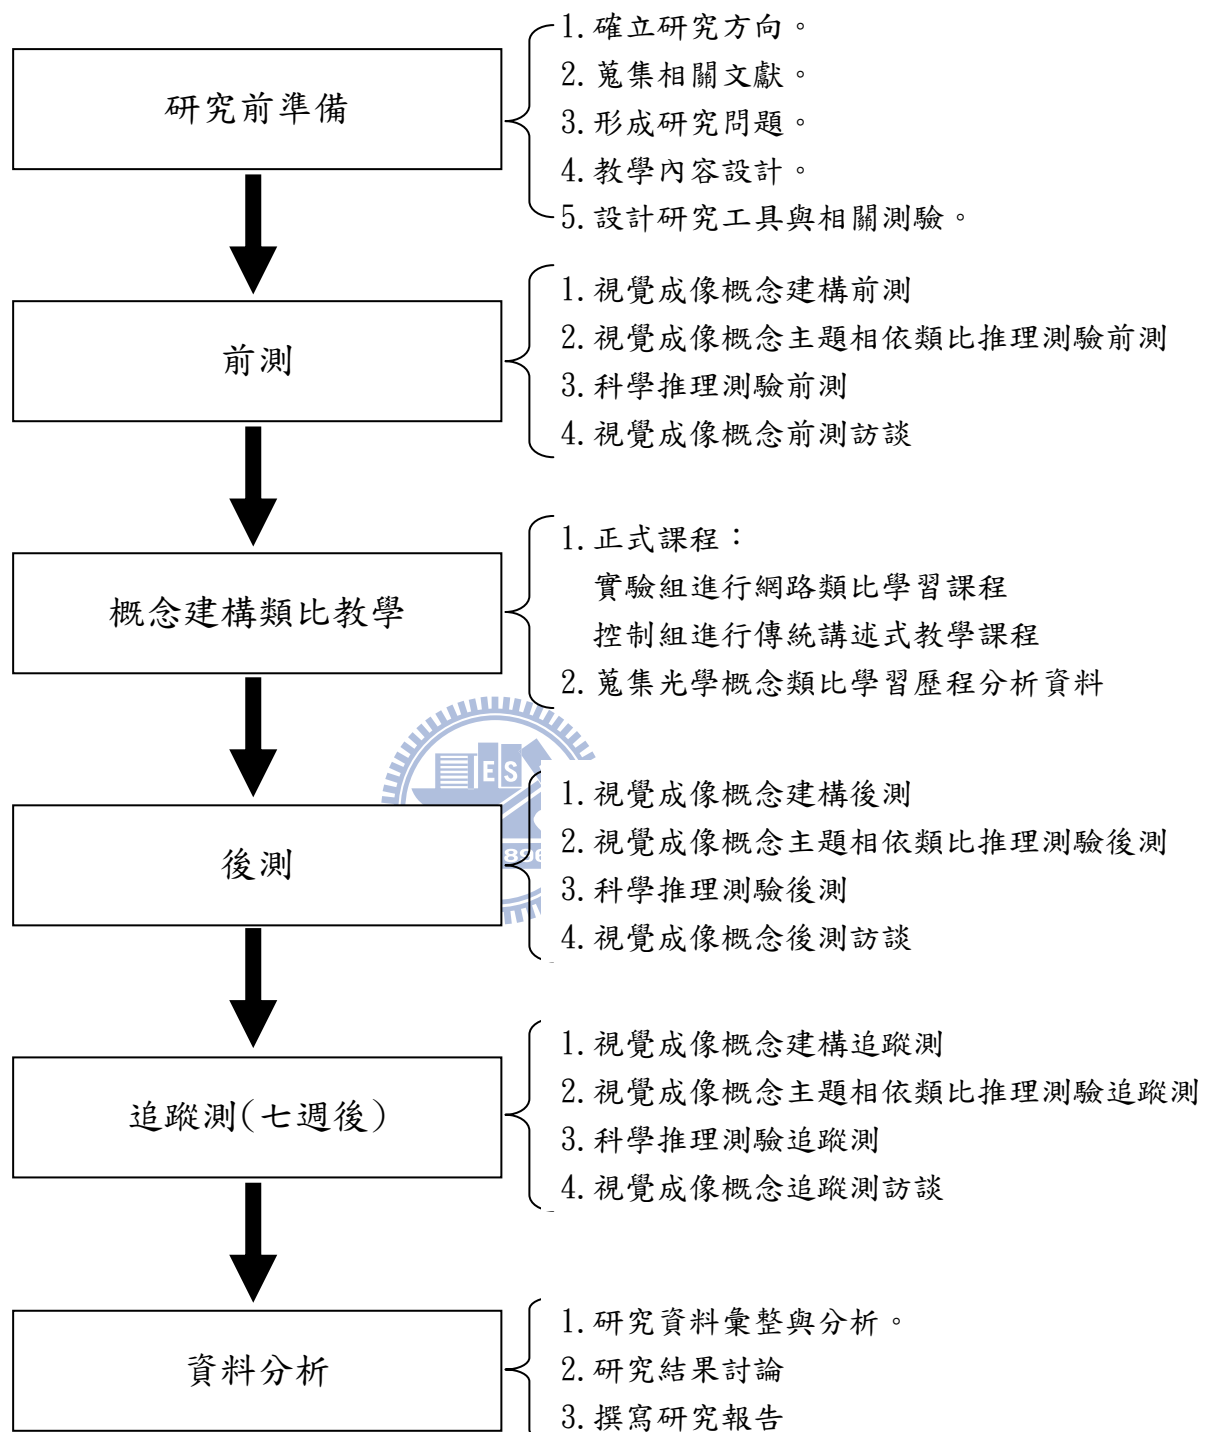 研究前準備
1.確立研究方向。
2.蒐集相關文獻。
3.形成研究問題。
4.教學內容設計。
5.設計研究工具與相關測驗。
前測
1.視覺成像概念建構前測
2.視覺成像概念主題相依類比推理測驗前測
3.科學推理測驗前測
4.視覺成像概念前測訪談
概念建構類比教學
1.正式課程：
實驗組進行網路類比學習課程
控制組進行傳統講述式教學課程
2.蒐集光學概念類比學習歷程分析資料
ES
896
後測
1.視覺成像概念建構後測
2.視覺成像概念主題相依類比推理測驗後測
3.科學推理測驗後測
4.視覺成像概念後測訪談
追蹤測(七週後)
1.視覺成像概念建構追蹤測
2.視覺成像概念主題相依類比推理測驗追蹤測
3.科學推理測驗追蹤測
4.視覺成像概念追蹤測訪談
資料分析
1.研究資料彙整與分析。
2.研究結果討論
3.撰寫研究報告